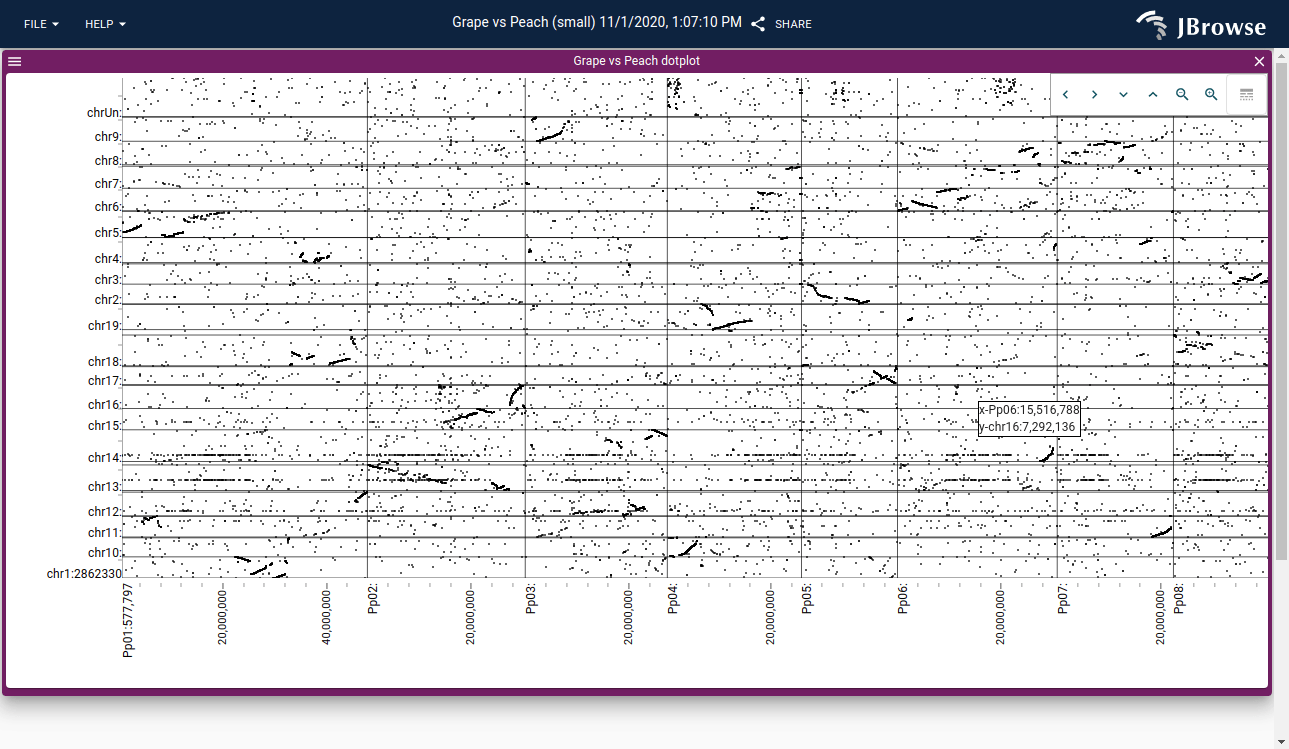 FILE HELP Grape vs Peach (small) 11/1/2020, 1:07:10 PM SHARE JBrowse
Grape vs Peach dotplot
chrUn:
chr9:
chr8:
chr7:
chr6:
chr5:
chr4:
chr3:
chr2:
chr19:
chr18:
chr17:
chr16:
x-Pp06:15,516,788
y-chr16:7,292,136
chr15:
chr14:
chr13:
chr12:
chr11:
chr10:
chr1:2862330
Pp01:577,797 20,000,000- 40,000,000- Pp02: 20,000,000- Pp03: 20,000,000- Pp04: 20,000,000- Pp05: Pp06: 20,000,000- Pp07: 20,000,000- Pp08: